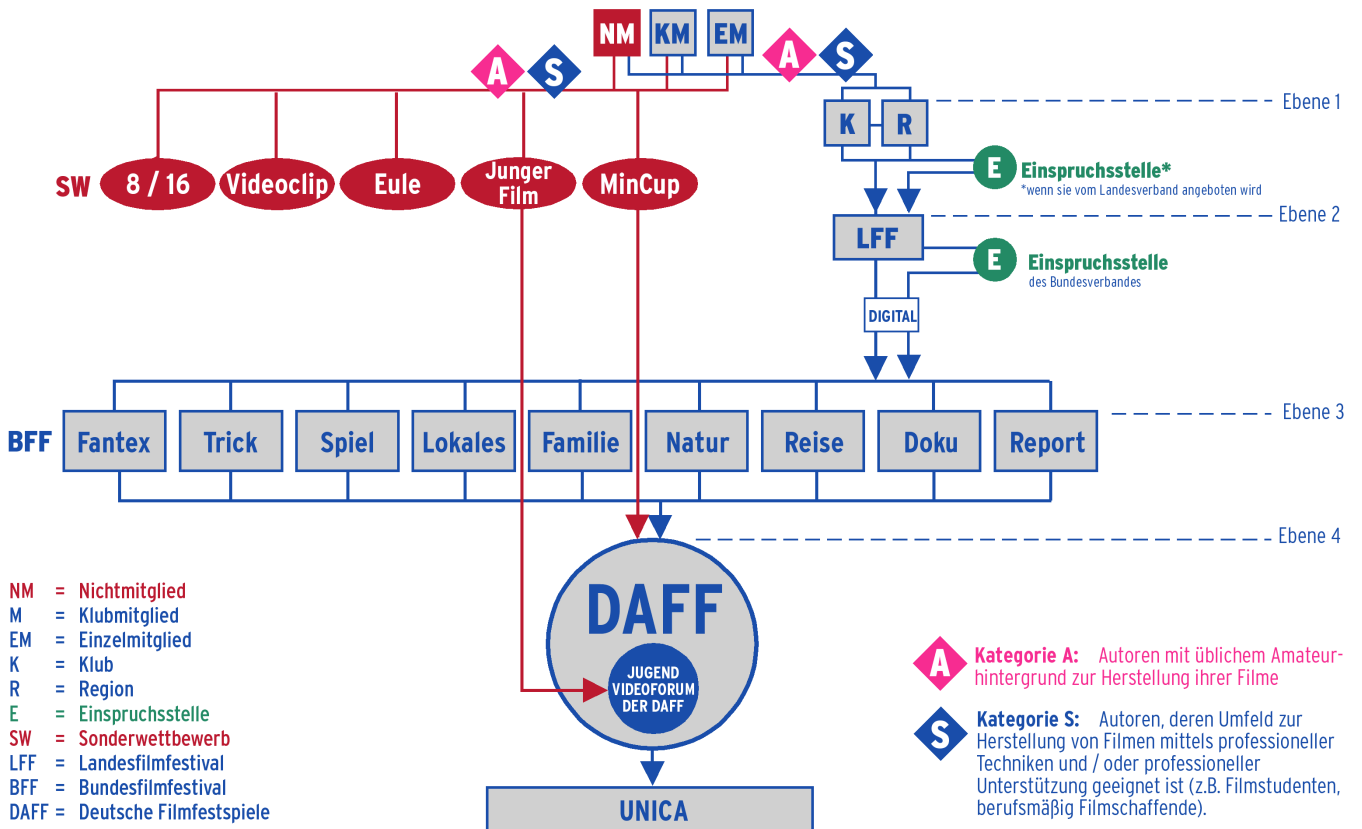 NM KM EM
A S A S
K R
Ebene 1
SW 8 / 16 Videoclip Eule Junger Film MinCup
E Einspruchsstelle*
*wenn sie vom Landesverband angeboten wird
Ebene 2
LFF
E Einspruchsstelle
des Bundesverbandes
DIGITAL
Ebene 3
BFF Fantex Trick Spiel Lokales Familie Natur Reise Doku Report
Ebene 4
DAFF
JUGEND
VIDEOFORUM
DER DAFF
UNICA
NM = Nichtmitglied
M = Klubmitglied
EM = Einzelmitglied
K = Klub
R = Region
E = Einspruchsstelle
SW = Sonderwettbewerb
LFF = Landesfilmfestival
BFF = Bundesfilmfestival
DAFF = Deutsche Filmfestspiele
A Kategorie A: Autoren mit üblichem Amateur-
hintergrund zur Herstellung ihrer Filme
S Kategorie S: Autoren, deren Umfeld zur
Herstellung von Filmen mittels professioneller
Techniken und / oder professioneller
Unterstützung geeignet ist (z.B. Filmstudenten,
berufsmäßig Filmschaffende).